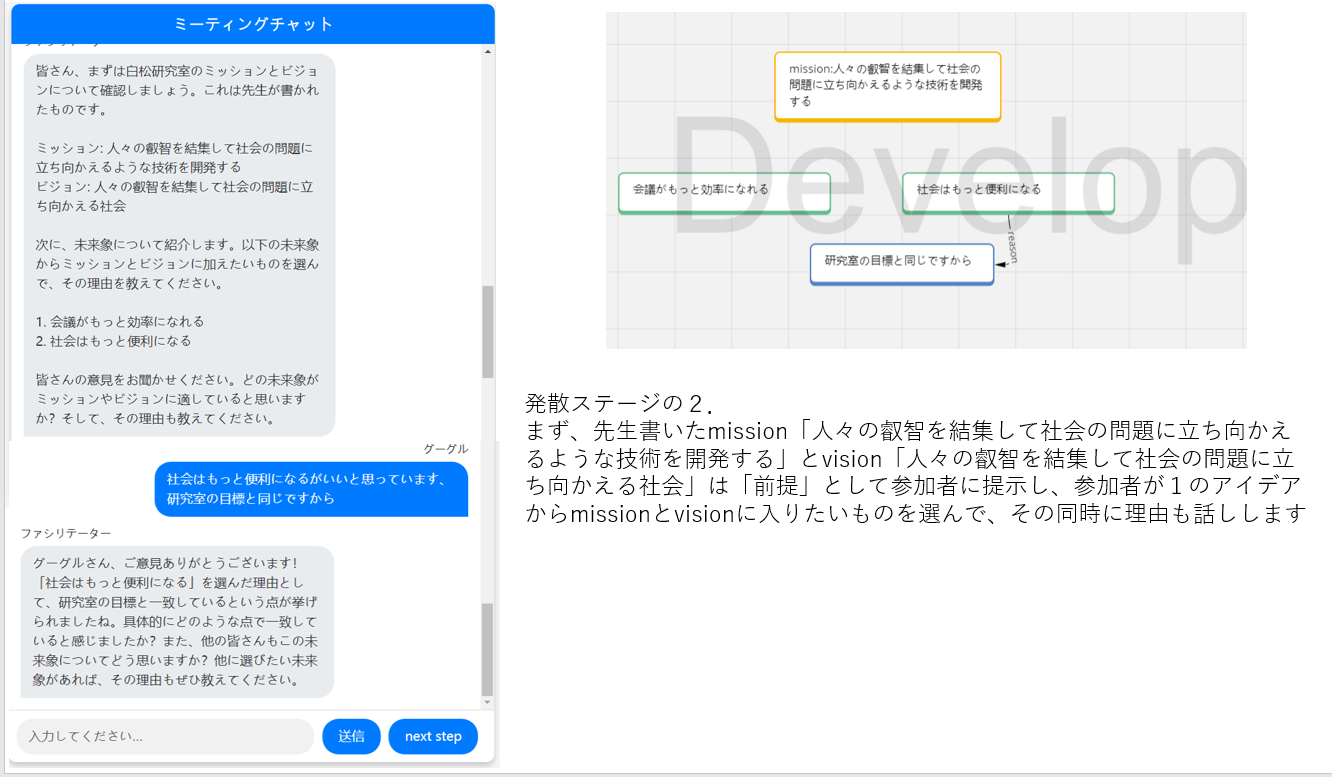 ミーティングチャット
ファシリテーター
皆さん、まずは白松研究室のミッションとビジョ
ンについて確認しましょう。これは先生が書かれ
たものです。
ミッション: 人々の叡智を結集して社会の問題に
立ち向かえるような技術を開発する
ビジョン: 人々の叡智を結集して社会の問題に立
ち向かえる社会
次に、未来象について紹介します。以下の未来象
からミッションとビジョンに加えたいものを選ん
で、その理由を教えてください。
1. 会議がもっと効率になれる
2. 社会はもっと便利になる
皆さんの意見をお聞かせください。どの未来象が
ミッションやビジョンに適していると思います
か? そして、その理由も教えてください。
グーグル
社会はもっと便利になるがいいと思っています、
研究室の目標と同じですから
ファシリテーター
グーグルさん、ご意見ありがとうございます!
「社会はもっと便利になる」を選んだ理由とし
て、研究室の目標と一致しているという点が挙げ
られましたね。具体的にどのような点で一致して
いると感じましたか? また、他の皆さんもこの未
来象についてどう思いますか? 他に選びたい未来
象があれば、その理由もぜひ教えてください。
入力してください...
送信
next step
mission:人々の叡智を結集して社会の
問題に立ち向かえるような技術を開発
する
Develop
会議がもっと効率になれる
社会はもっと便利になる
reason
研究室の目標と同じですから
発散ステージの２．
まず、先生書いたmission「人々の叡智を結集して社会の問題に立ち向かえ
るような技術を開発する」とvision「人々の叡智を結集して社会の問題に立
ち向かえる社会」は「前提」として参加者に提示し、参加者が１のアイデア
からmissionとvisionに入りたいものを選んで、その同時に理由も話しします